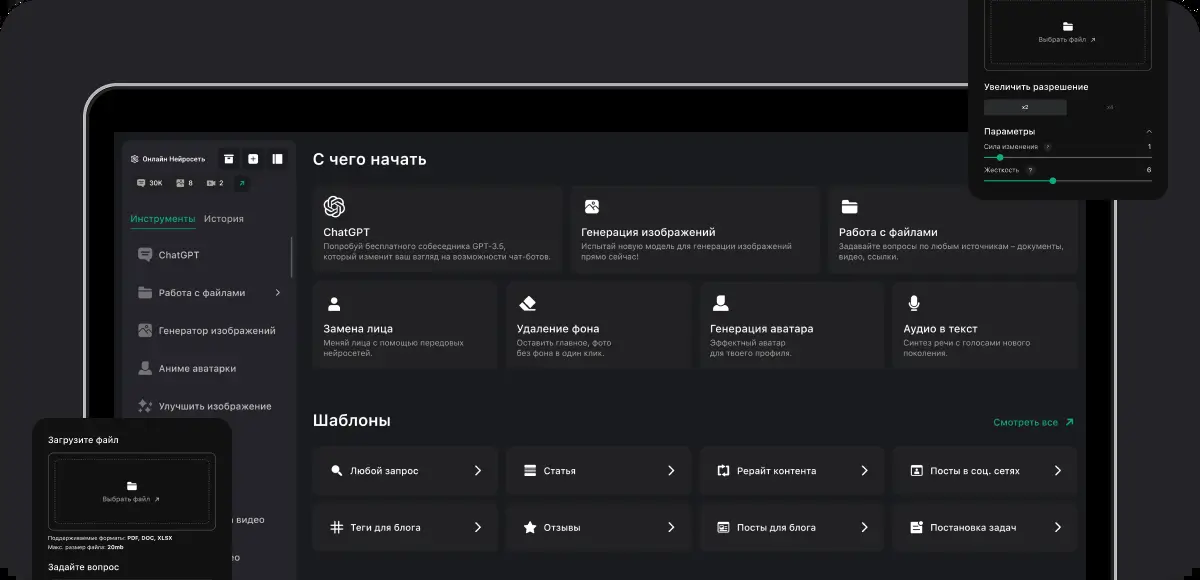 Выбрать файл
Увеличить разрешение
x2
x4
Параметры
Сила изменения ? 1
Жесткость ? 6
Онлайн Нейросеть
30K 8 2
Инструменты История
ChatGPT
Работа с файлами
Генератор изображений
Аниме аватарки
Улучшить изображение
видео
ео
С чего начать
ChatGPT
Попробуй бесплатного собеседника GPT-3.5,
который изменит ваш взгляд на возможности чат-ботов.
Генерация изображений
Испытай новую модель для генерации изображений
прямо сейчас!
Работа с файлами
Задавайте вопросы по любым источникам – документы,
видео, ссылки.
Замена лица
Меняй лица с помощью передовых
нейросетей.
Удаление фона
Оставить главное, фото
без фона в один клик.
Генерация аватара
Эффектный аватар
для твоего профиля.
Аудио в текст
Синтез речи с голосами нового
поколения.
Шаблоны
Смотреть все
Любой запрос
Статья
Рерайт контента
Посты в соц. сетях
Теги для блога
Отзывы
Посты для блога
Постановка задач
Загрузите файл
Выбрать файл
Поддерживаемые форматы: PDF, DOC, XLSX
Макс. размер файла: 20mb
Задайте вопрос